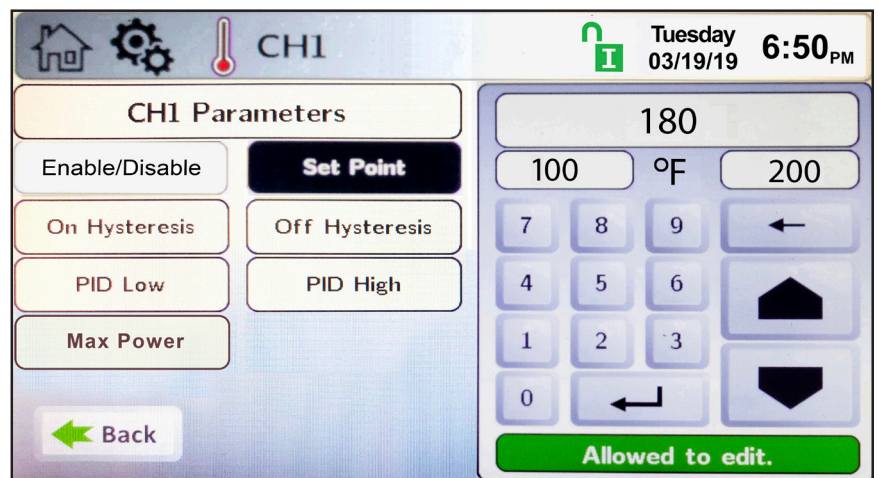 CH1
I
Tuesday
03/19/19
6:50PM
CH1 Parameters
Enable/Disable
Set Point
On Hysteresis
Off Hysteresis
PID Low
PID High
Max Power
Back
180
100
°F
200
7
8
9
4
5
6
1
2
3
0
Allowed to edit.